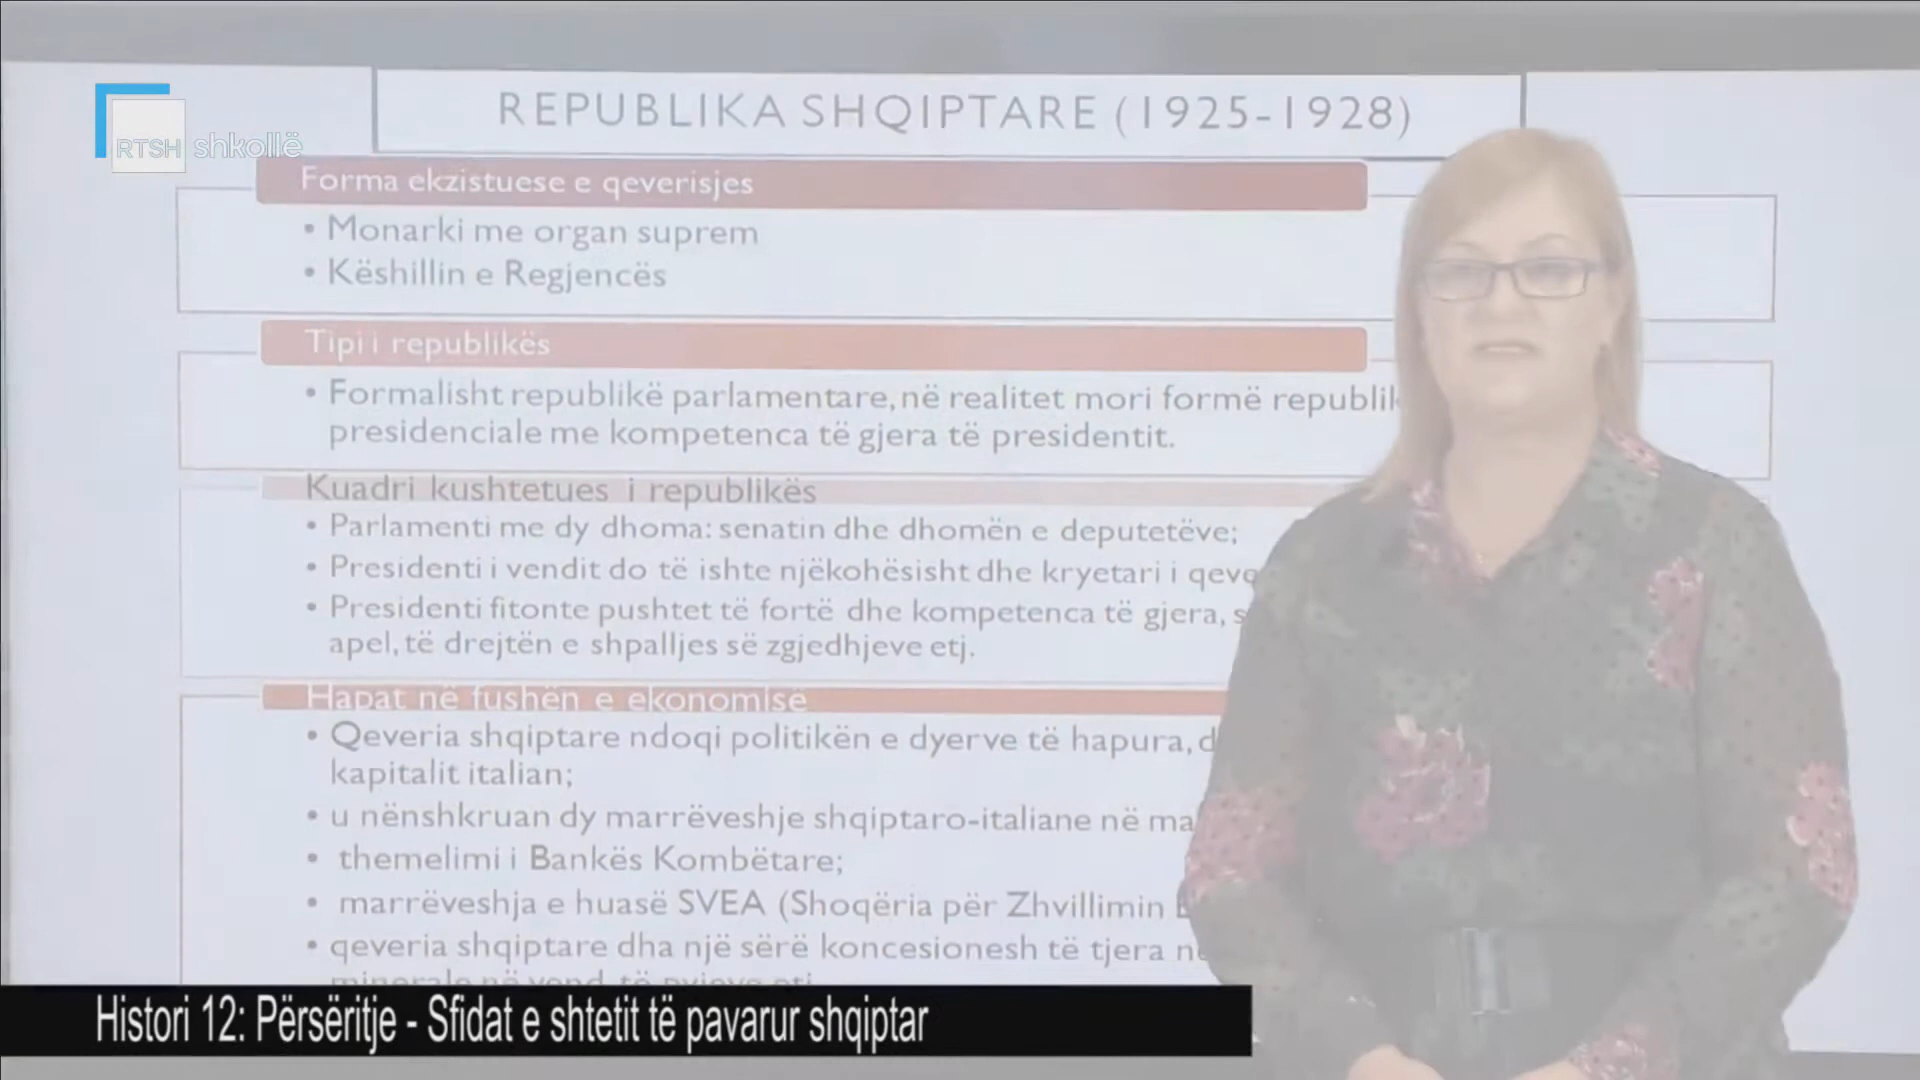 REPUBLIKA SHQIPTARE (1925-1928)
RTSH shkollë
Forma ekzistuese e qeverisjes
• Monarki me organ suprem
• Këshillin e Regjencës
Tipi i republikës
• Formalisht republikë parlamentare, në realitet mori formë
presidenciale me kompetenca të gjera të presidentit.
Kuadri kushtetues i republikës
• Parlamenti me dy dhoma: senatin dhe dhomën e deputetëve;
• Presidenti i vendit do të ishte njëkohësisht dhe kryetari i
• Presidenti fitonte pushtet të fortë dhe kompetenca të gjera,
apel, të drejtën e shpalljes së zgjedhjeve etj.
Hapat në fushën e ekonomisë
• Qeveria shqiptare ndoqi politikën e dyerve të hapura,
kapitalit italian;
• u nënshkruan dy marrëveshje shqiptaro-italiane në
• themelimi i Bankës Kombëtare;
• marrëveshja e huasë SVEA (Shoqëria për Zhvillimin
• qeveria shqiptare dha një sërë koncesionesh të tjera
Histori 12: Përsëritje - Sfidat e shtetit të pavarur shqiptar